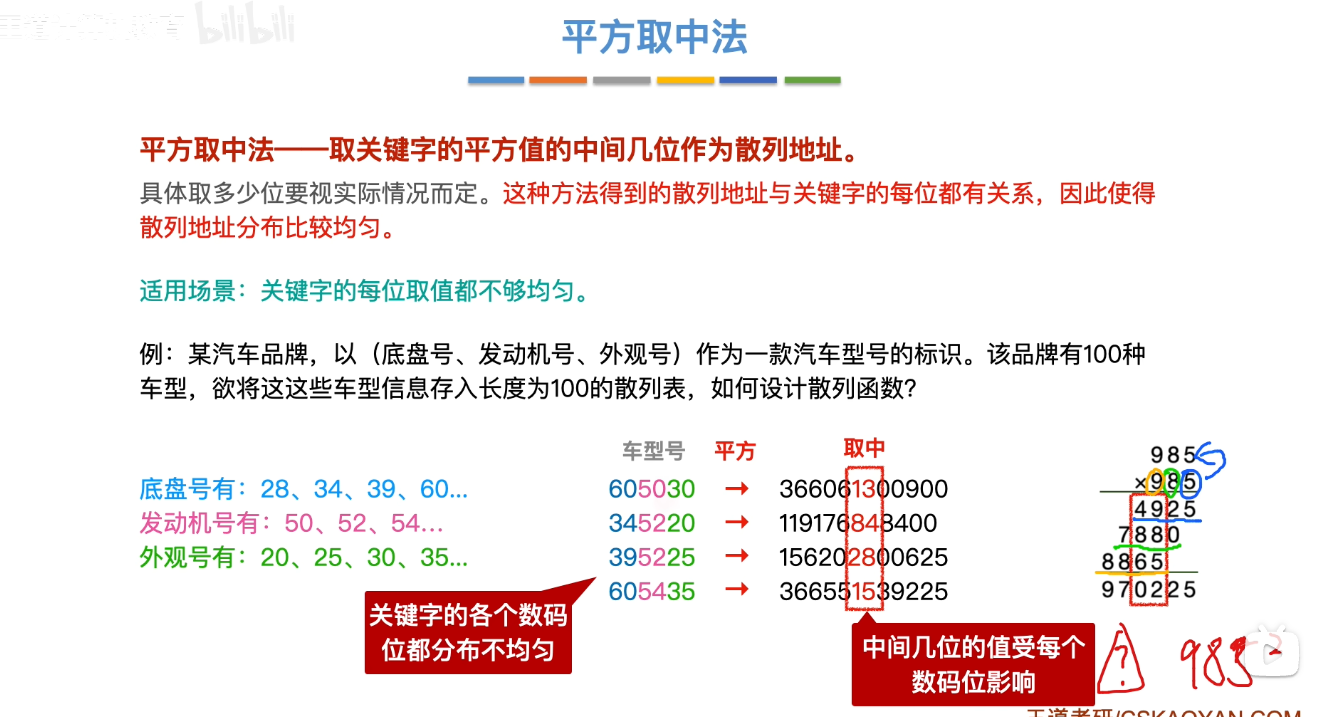 bilibili
平方取中法
平方取中法——取关键字的平方值的中间几位作为散列地址。
具体取多少位要视实际情况而定。这种方法得到的散列地址与关键字的每位都有关系，因此使得
散列地址分布比较均匀。
适用场景：关键字的每位取值都不够均匀。
例：某汽车品牌，以（底盘号、发动机号、外观号）作为一款汽车型号的标识。该品牌有100种
车型，欲将这这些车型信息存入长度为100的散列表，如何设计散列函数？
底盘号有：28、34、39、60...
发动机号有：50、52、54...
外观号有：20、25、30、35...
车型号 平方 取中
605030 → 366061300900
345220 → 119176848400
395225 → 156202800625
605435 → 366551539225
关键字的各个数码
位都分布不均匀
中间几位的值受每个
数码位影响
985
×985
4925
7880
8865
970225
?
王道考研/CSKAOYAN.COM